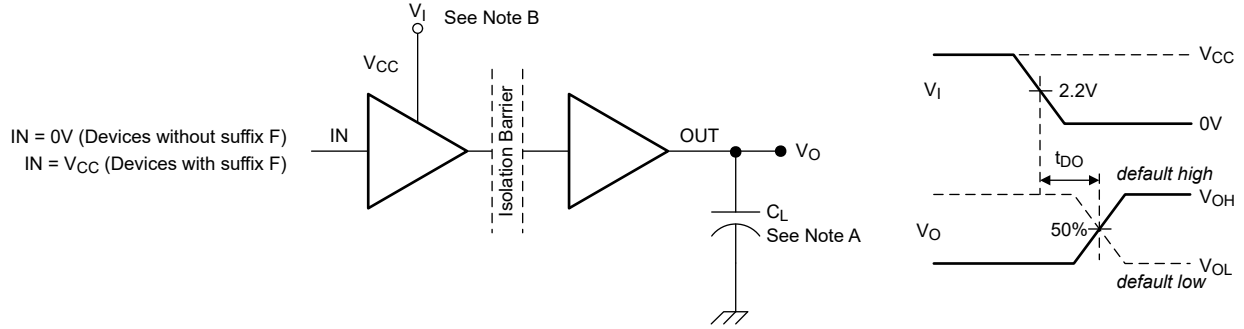 V_I
See Note B
V_CC
IN = 0V (Devices without suffix F)
IN = V_CC (Devices with suffix F)
IN
Isolation Barrier
OUT
V_O
C_L
See Note A
V_I
V_CC
2.2V
0V
t_DO
default high
V_OH
V_O
50%
V_OL
default low